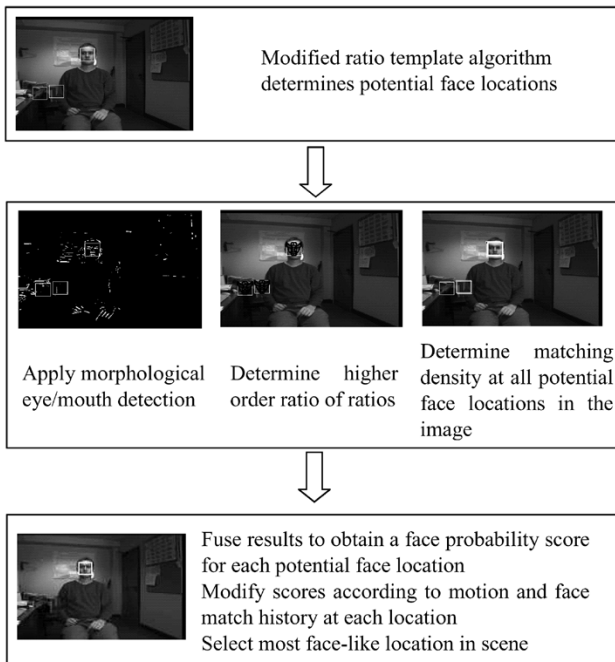 Modified ratio template algorithm
determines potential face locations
Apply morphological
eye/mouth detection
Determine higher
order ratio of ratios
Determine matching
density at all potential
face locations in the
image
Fuse results to obtain a face probability score
for each potential face location
Modify scores according to motion and face
match history at each location
Select most face-like location in scene